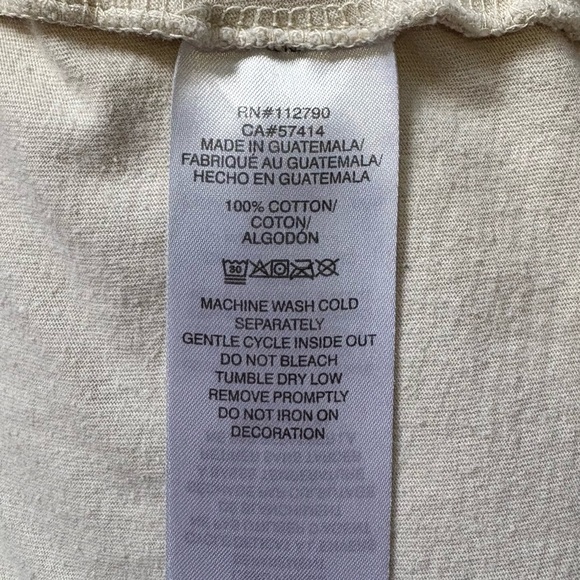 RN#112790
CA#57414
MADE IN GUATEMALA/
FABRIQUÉ AU GUATEMALA/
HECHO EN GUATEMALA
100% COTTON/
COTON/
ALGODÓN
30
MACHINE WASH COLD
SEPARATELY
GENTLE CYCLE INSIDE OUT
DO NOT BLEACH
TUMBLE DRY LOW
REMOVE PROMPTLY
DO NOT IRON ON
DECORATION